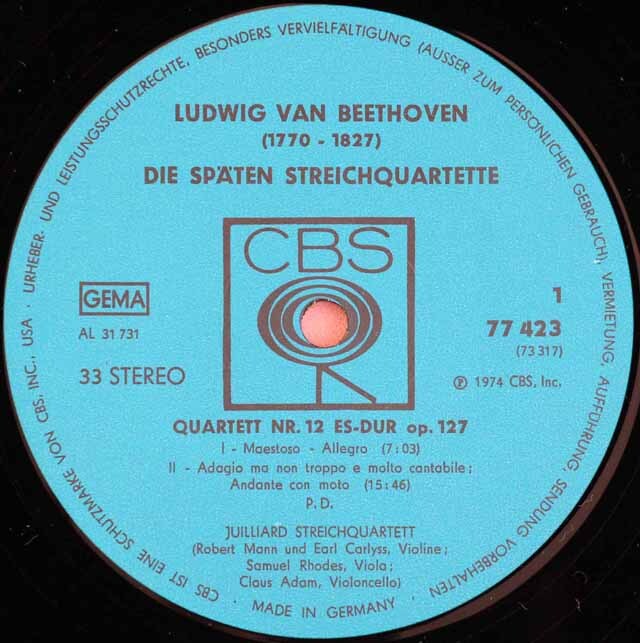 URHEBER- UND LEISTUNGSSCHUTZRECHTE, BESONDERS VERVIELFÄLTIGUNG (AUSSER ZUM PERSÖNLICHEN GEBRAUCH), VERMIETUNG, AUFFÜHRUNG, SENDUNG VORBEHALTEN
LUDWIG VAN BEETHOVEN
(1770 - 1827)
DIE SPÄTEN STREICHQUARTETTE
CBS
GEMA
AL 31 731
33 STEREO
1
77 423
(73 317)
℗ 1974 CBS, Inc.
QUARTETT NR. 12 ES-DUR op. 127
I - Maestoso - Allegro (7:03)
II - Adagio ma non troppo e molto cantabile;
Andante con moto (15:46)
P. D.
JUILLIARD STREICHQUARTETT
(Robert Mann und Earl Carlyss, Violine;
Samuel Rhodes, Viola;
Claus Adam, Violoncello)
CBS IST EINE SCHUTZMARKE VON CBS, INC., USA ·
· MADE IN GERMANY ·